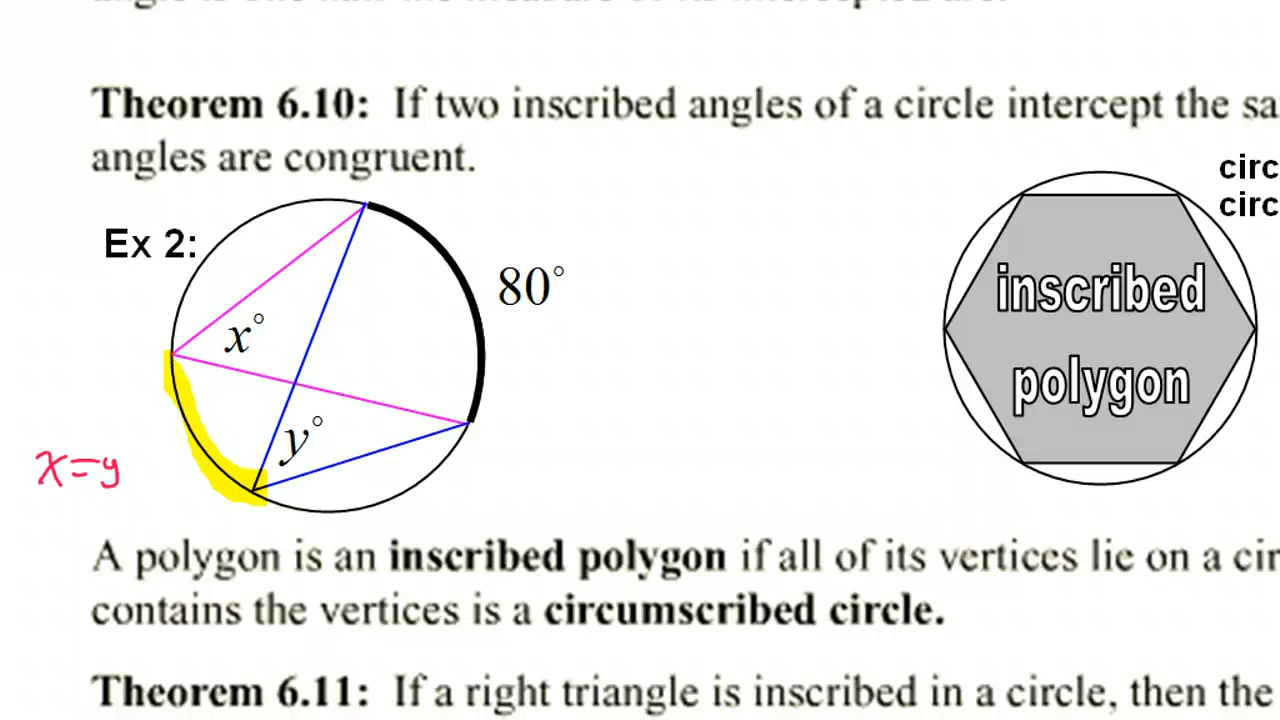 Theorem 6.10: If two inscribed angles of a circle intercept the sa
angles are congruent.
circ
circ
Ex 2:
80°
x°
y°
x=y
inscribed
polygon
A polygon is an inscribed polygon if all of its vertices lie on a cir
contains the vertices is a circumscribed circle.
Theorem 6.11: If a right triangle is inscribed in a circle, then the